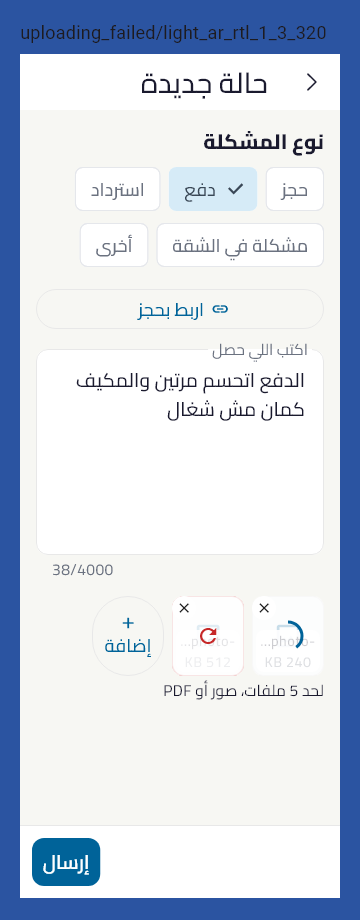 uploading_failed/light_ar_rtl_1_3_320
حالة جديدة
نوع المشكلة
حجز
دفع
استرداد
مشكلة في الشقة
أخرى
اربط بحجز
اكتب اللي حصل
الدفع اتحسم مرتين والمكيف
كمان مش شغال
38/4000
...photo-
KB 240
...photo-
KB 512
+
إضافة
لحد 5 ملفات، صور أو PDF
إرسال